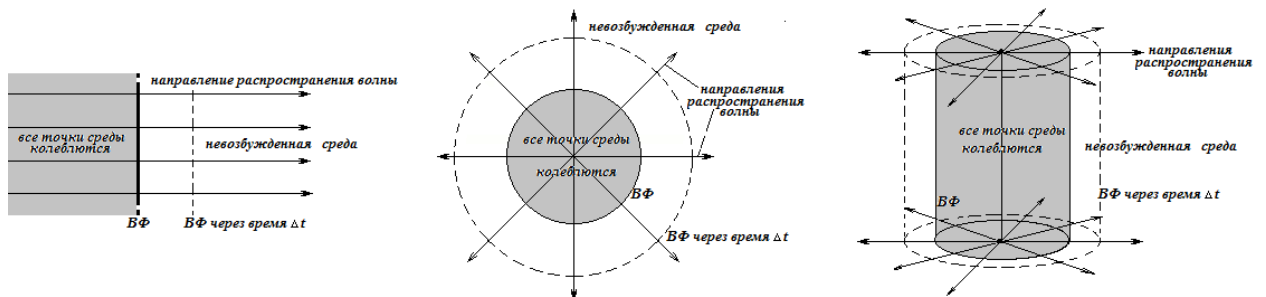 направление распространения волны
все точки среды
колеблются
невозбужденная среда
ВФ
ВФ через время Δt
невозбужденная среда
направления
распространения
волны
все точки среды
колеблются
ВФ
ВФ через время Δt
направления
распространения
волны
все точки среды
колеблются
невозбужденная среда
ВФ
ВФ через время Δt